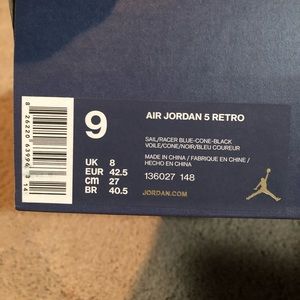 9
AIR JORDAN 5 RETRO
SAIL/RACER BLUE-CONE-BLACK
VOILE/CONE/NOIR/BLEU COUREUR
MADE IN CHINA / FABRIQUE EN CHINE /
HECHO EN CHINA
UK 8
EUR 42.5
cm 27
BR 40.5
136027 148
JORDAN.COM